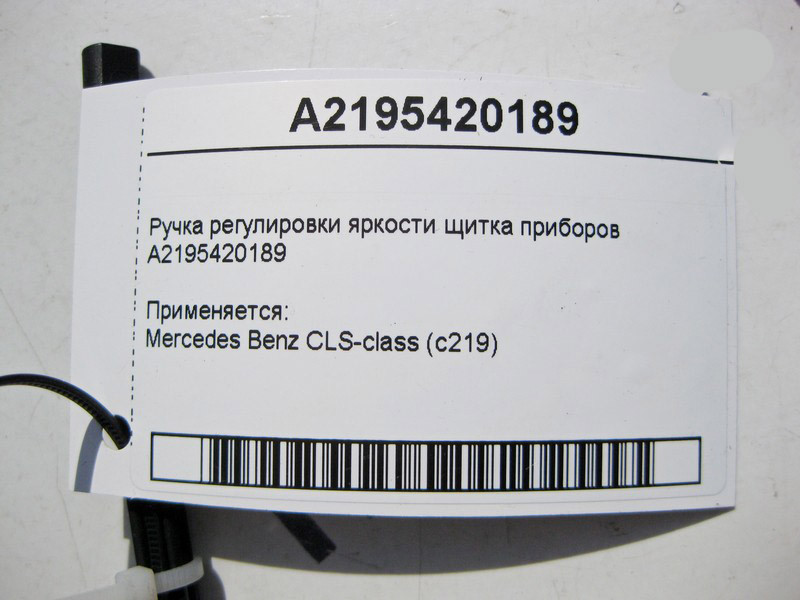 A2195420189
Ручка регулировки яркости щитка приборов
A2195420189
Применяется:
Mercedes Benz CLS-class (c219)